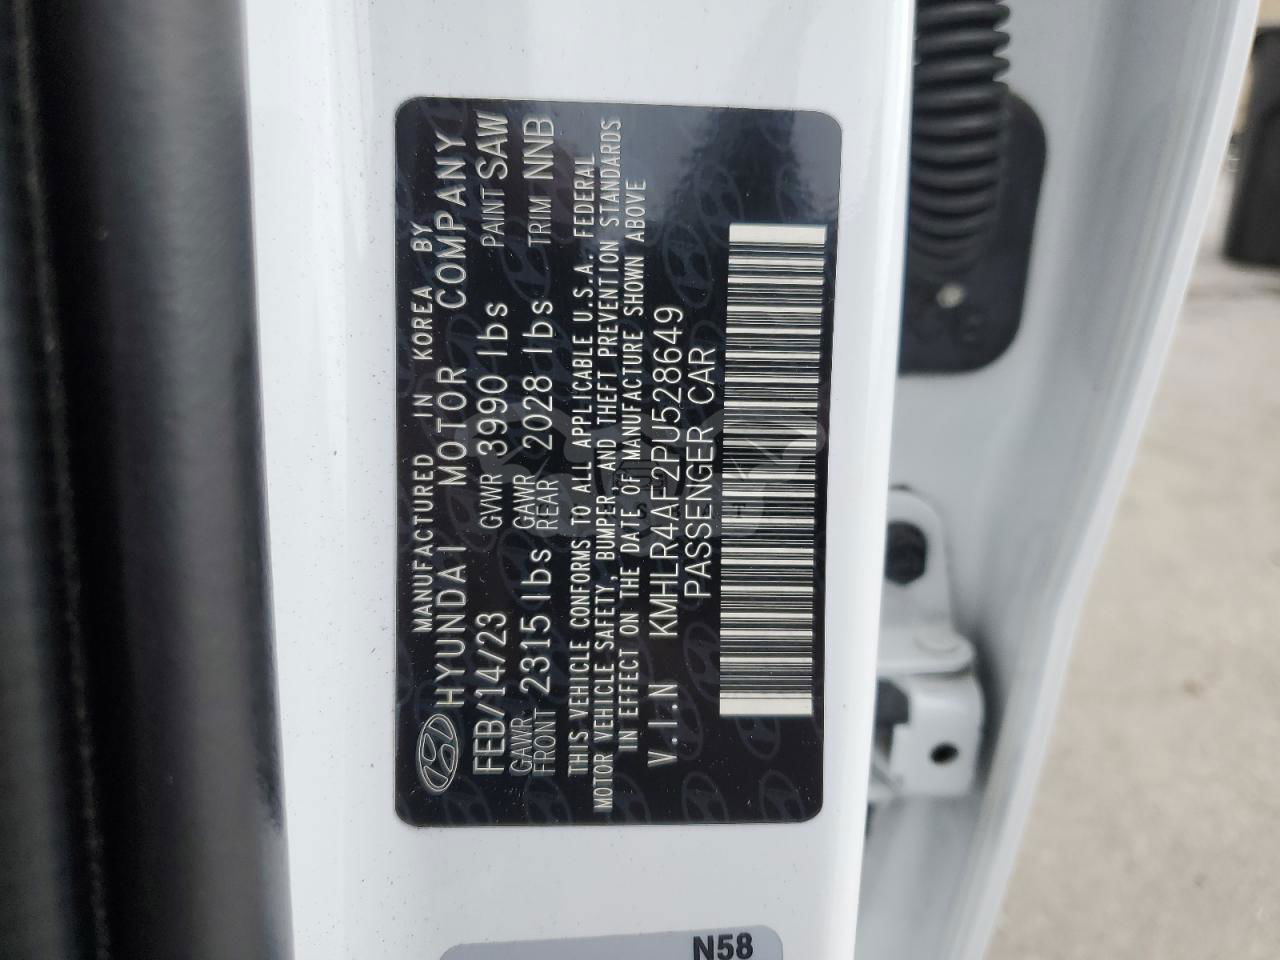 MANUFACTURED IN KOREA BY
HYUNDAI MOTOR COMPANY
FEB/14/23 GVWR 3990 lbs PAINT SAW
GAWR FRONT 2315 lbs GAWR REAR 2028 lbs TRIM NNB
THIS VEHICLE CONFORMS TO ALL APPLICABLE U.S.A. FEDERAL
MOTOR VEHICLE SAFETY, BUMPER, AND THEFT PREVENTION STANDARDS
IN EFFECT ON THE DATE OF MANUFACTURE SHOWN ABOVE
V.I.N KMHLR4AF2PU528649
PASSENGER CAR
N58